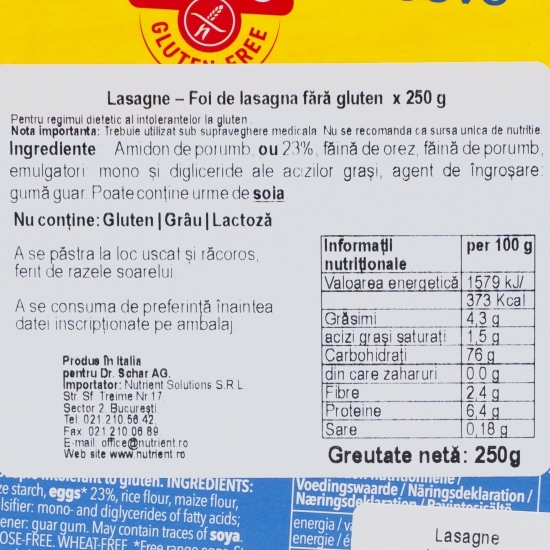 GLUTEN FREE
Lasagne – Foi de lasagna fără gluten x 250 g
Pentru regimul dietetic al intolerantelor la gluten.
Nota importanta: Trebuie utilizat sub supraveghere medicala. Nu se recomanda ca sursa unica de nutritie.
Ingrediente: Amidon de porumb, ou 23%, făină de orez, făină de porumb,
emulgatori: mono și digliceride ale acizilor grași, agent de îngroșare:
gumă guar. Poate conține urme de soia
Nu conține: Gluten | Grâu | Lactoză
A se păstra la loc uscat și răcoros,
ferit de razele soarelui.
A se consuma de preferință înaintea
datei inscripționate pe ambalaj
Produs în Italia
pentru Dr. Schar AG.
Importator: Nutrient Solutions S.R.L
Str. Sf. Treime Nr.17
Sector 2, București
Tel: 021.210.56.42
Fax: 021.210.06.89
E-mail: office@nutrient.ro
Web site www.nutrient.ro
Informații nutriționale per 100 g
Valoarea energetică 1579 kJ/
373 Kcal
Grăsimi 4,3 g
acizi grași saturați 1,5 g
Carbohidrați 76 g
din care zaharuri 0.0 g
Fibre 2,4 g
Proteine 6,4 g
Sare 0,18 g
Greutate netă: 250g
to gluten. INGREDIENTS:
starch, eggs* 23%, rice flour, maize flour,
lsifier: mono- and diglycerides of fatty acids;
ener: guar gum. May contain traces of soya.
OSE-FREE. WHEAT-FREE. *Free range
Voedingswaarde / Näringsdeklaration /
Næringsdeklaration /
energia /
energie /
Lasagne